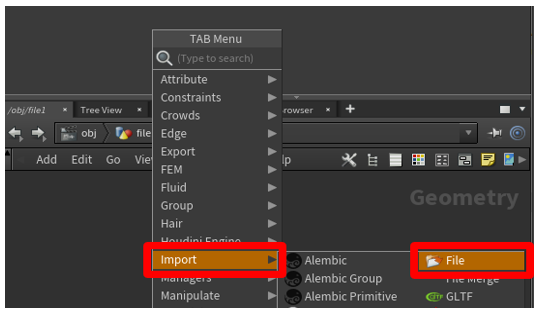 TAB Menu
(Type to search)
Attribute
Constraints
/obj/file1 × Tree View × Crowds rowser × +
obj file Edge
Export
Add Edit Go Vie FEM lp
Fluid
Group
Geometry
Hair
Houdini Engine
Import Alembic File
Managers Alembic Group File Merge
Manipulate Alembic Primitive GLTF